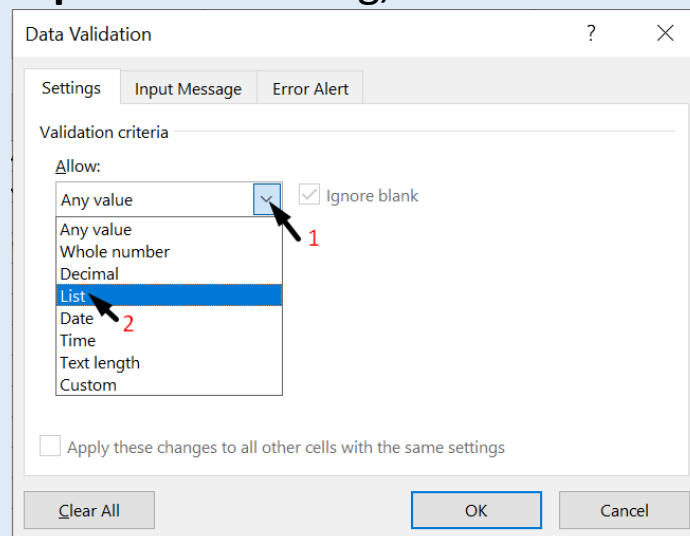 Data Validation ?
Settings Input Message Error Alert
Validation criteria
Allow:
Any value Ignore blank
1
Any value
Whole number
Decimal
List
2
Date
Time
Text length
Custom
Apply these changes to all other cells with the same settings
Clear All OK Cancel